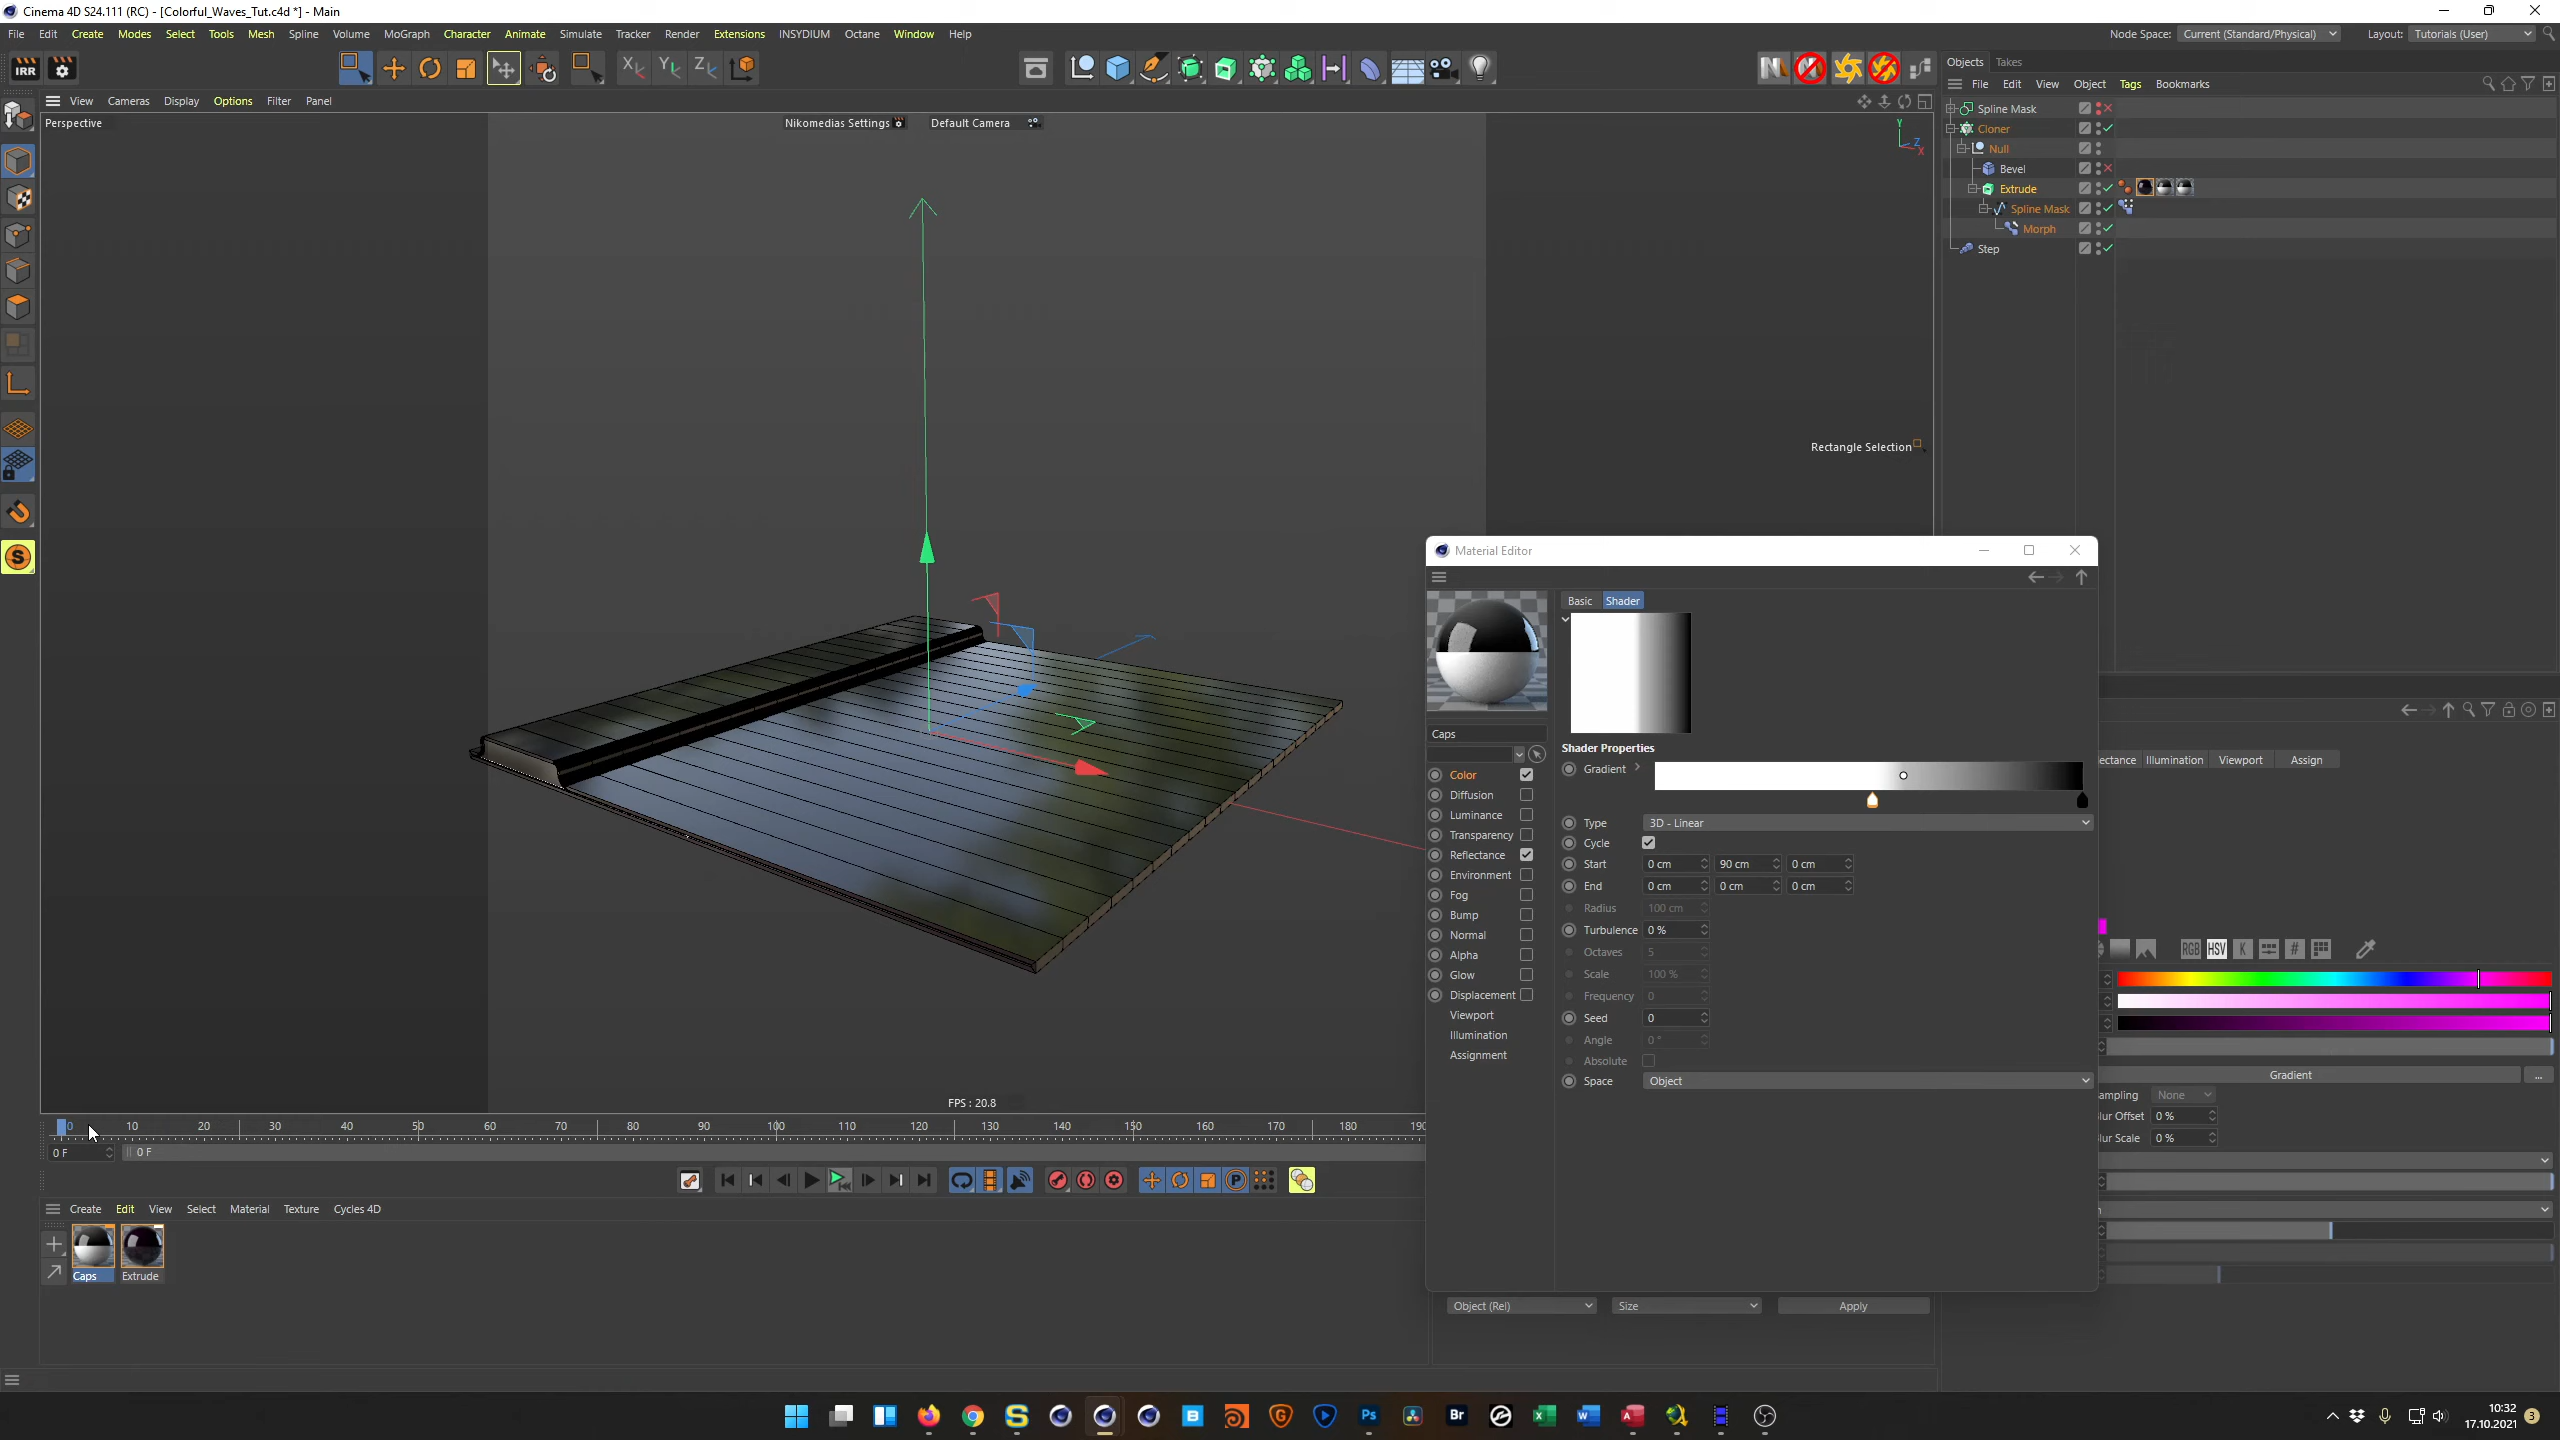 Cinema 4D S24.111 (RC) - [Colorful_Waves_Tut.c4d *] - Main
File Edit Create Modes Select Tools Mesh Spline Volume MoGraph Character Animate Simulate Tracker Render Extensions INSYDIUM Octane Window Help
Node Space: Current (Standard/Physical) Layout: Tutorials (User)
IRR
Objects Takes
File Edit View Object Tags Bookmarks
View Cameras Display Options Filter Panel
Perspective
Nikomedias Settings
Default Camera
Y
Z
X
Spline Mask
Cloner
Null
Bevel
Extrude
Spline Mask
Morph
Step
Rectangle Selection
Material Editor
Basic Shader
Caps
Shader Properties
Gradient
Type 3D - Linear
Cycle
Start 0 cm 90 cm 0 cm
End 0 cm 0 cm 0 cm
Radius 100 cm
Turbulence 0 %
Octaves 5
Scale 100 %
Frequency 0
Seed 0
Angle 0 °
Absolute
Space Object
Color
Diffusion
Luminance
Transparency
Reflectance
Environment
Fog
Bump
Normal
Alpha
Glow
Displacement
Viewport
Illumination
Assignment
ectance Illumination Viewport Assign
RGB HSV K #
Gradient ...
ampling None
lur Offset 0 %
lur Scale 0 %
FPS : 20.8
0 10 20 30 40 50 60 70 80 90 100 110 120 130 140 150 160 170 180 190
0 F 0 F
Create Edit View Select Material Texture Cycles 4D
Caps Extrude
Object (Rel) Size Apply
10:32
17.10.2021 3